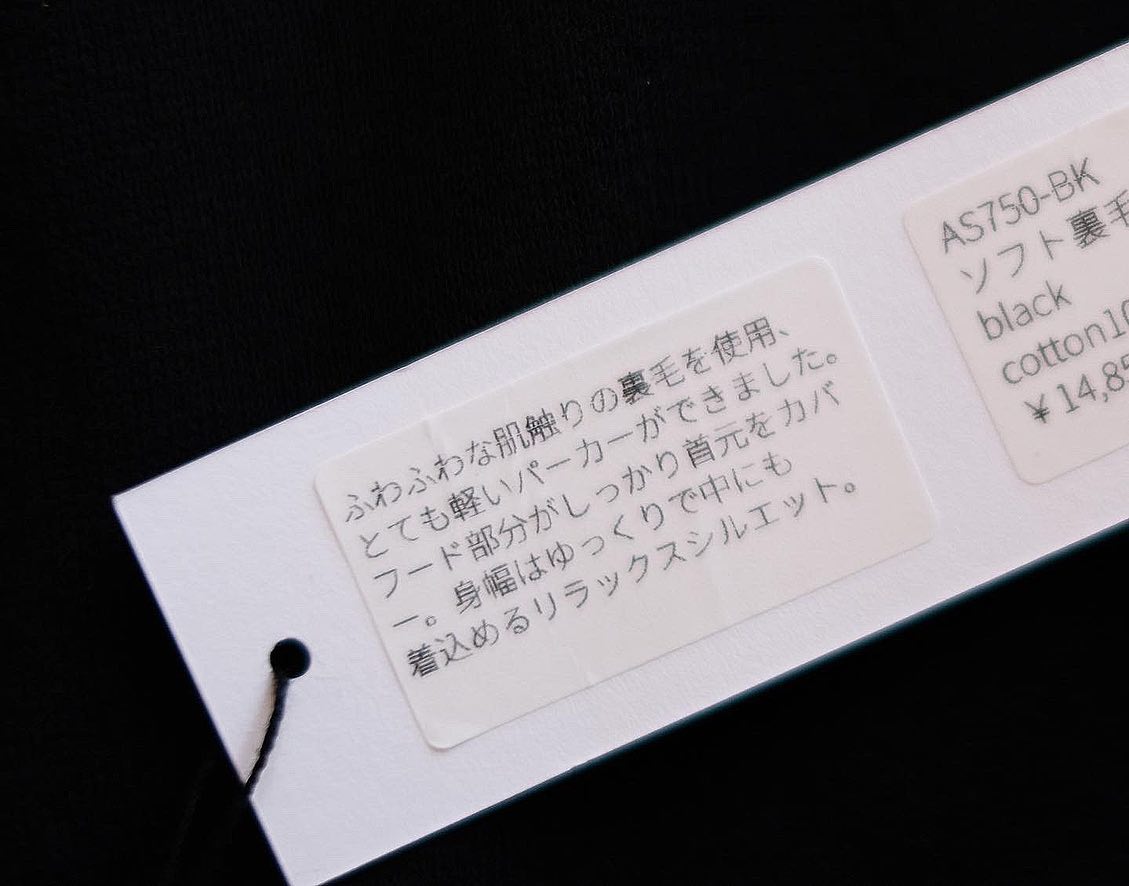 ふわふわな肌触りの裏毛を使用、
とても軽いパーカーができました。
フード部分がしっかり首元をカバ
ー。身幅はゆっくりで中にも
着込めるリラックスシルエット。
AS750-BK
ソフト裏毛
black
cotton10
¥14,85